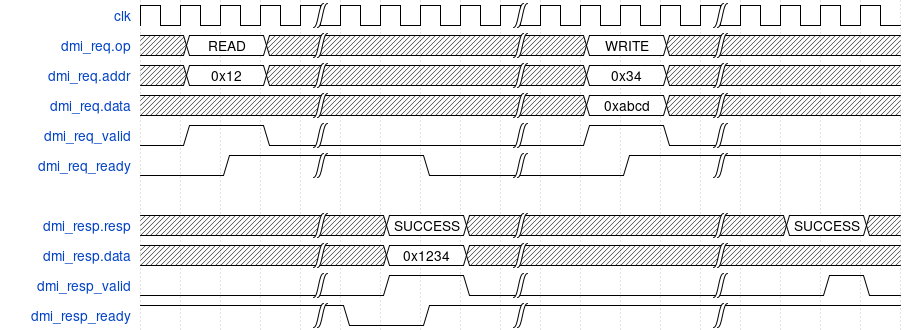 clk
dmi_req.op READ WRITE
dmi_req.addr 0x12 0x34
dmi_req.data 0xabcd
dmi_req_valid
dmi_req_ready
dmi_resp.resp SUCCESS SUCCESS
dmi_resp.data 0x1234
dmi_resp_valid
dmi_resp_ready